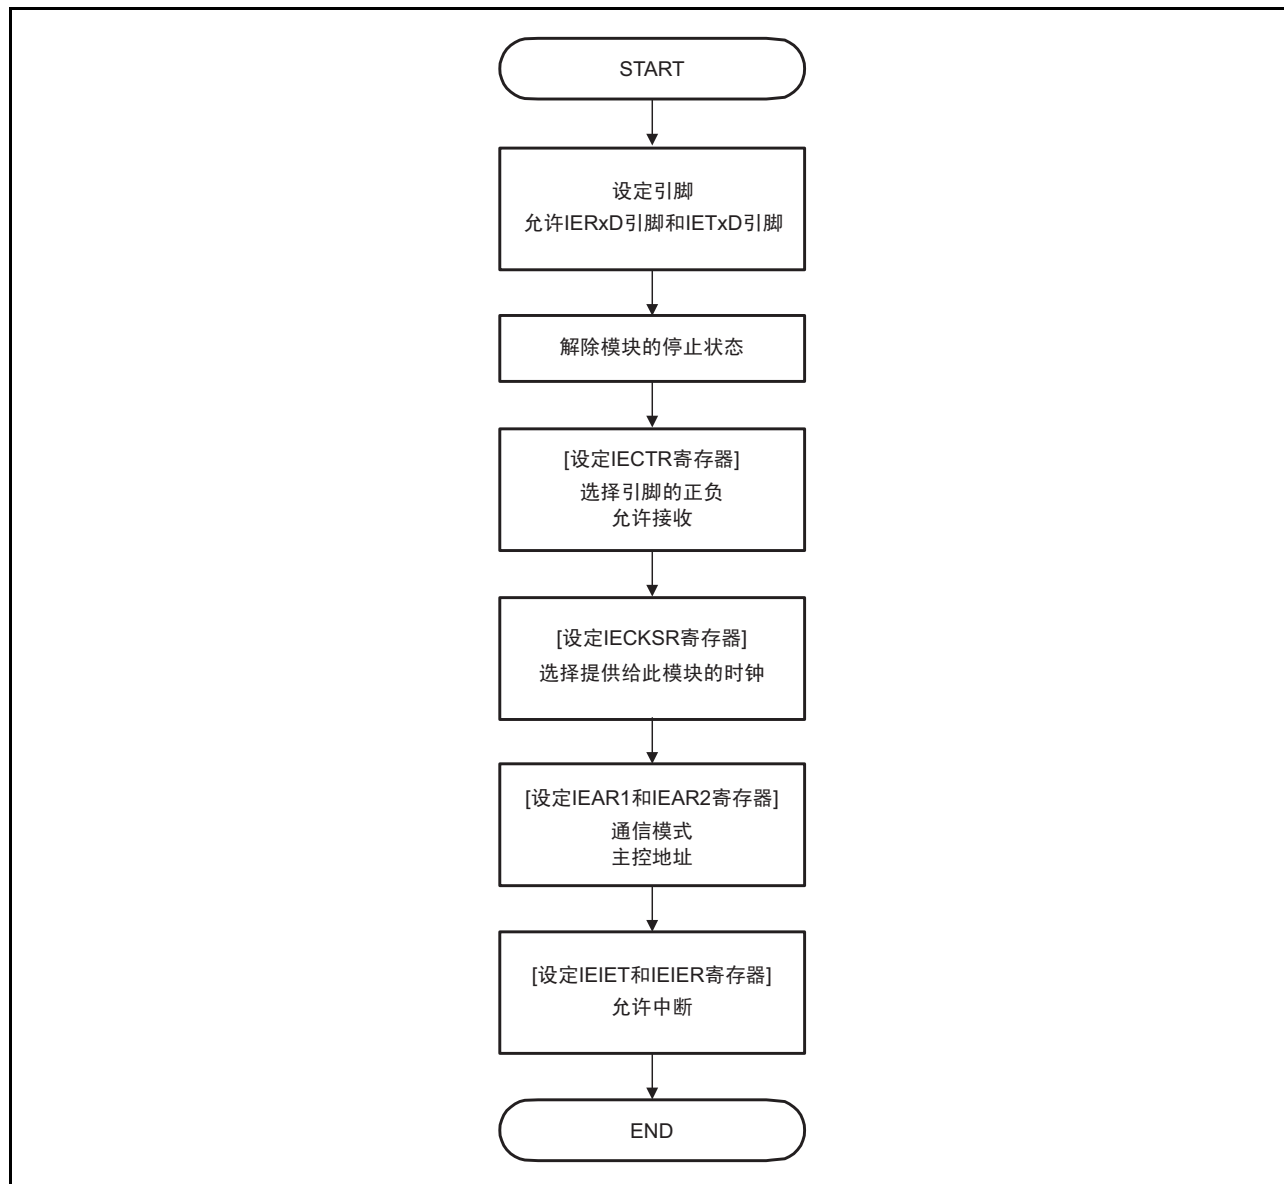 START
设定引脚
允许IERxD引脚和IETxD引脚
解除模块的停止状态
[设定IECTR寄存器]
选择引脚的正负
允许接收
[设定IECKSR寄存器]
选择提供给此模块的时钟
[设定IEAR1和IEAR2寄存器]
通信模式
主控地址
[设定IEIET和IEIER寄存器]
允许中断
END